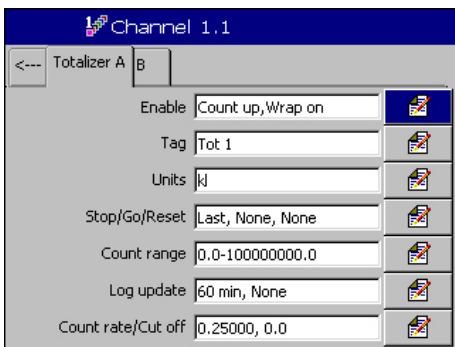 Channel 1.1
<--- Totalizer A B
Enable Count up,Wrap on
Tag Tot 1
Units kl
Stop/Go/Reset Last, None, None
Count range 0.0-100000000.0
Log update 60 min, None
Count rate/Cut off 0.25000, 0.0